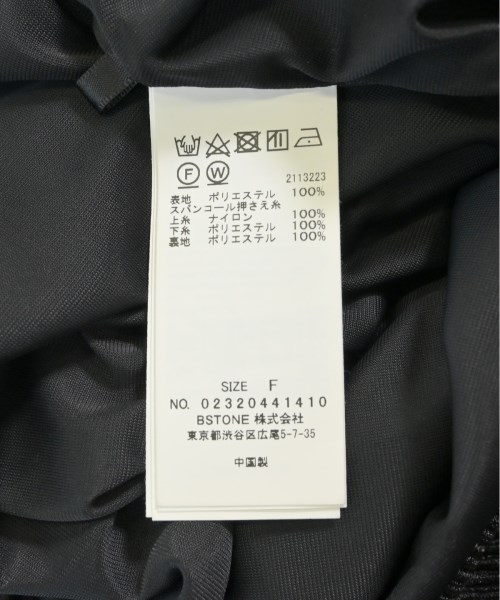 F W
2113223
表地 ポリエステル 100%
スパンコール押さえ糸
上糸 ナイロン 100%
下糸 ポリエステル 100%
裏地 ポリエステル 100%
SIZE F
NO. 02320441410
BSTONE 株式会社
東京都渋谷区広尾5-7-35
中国製